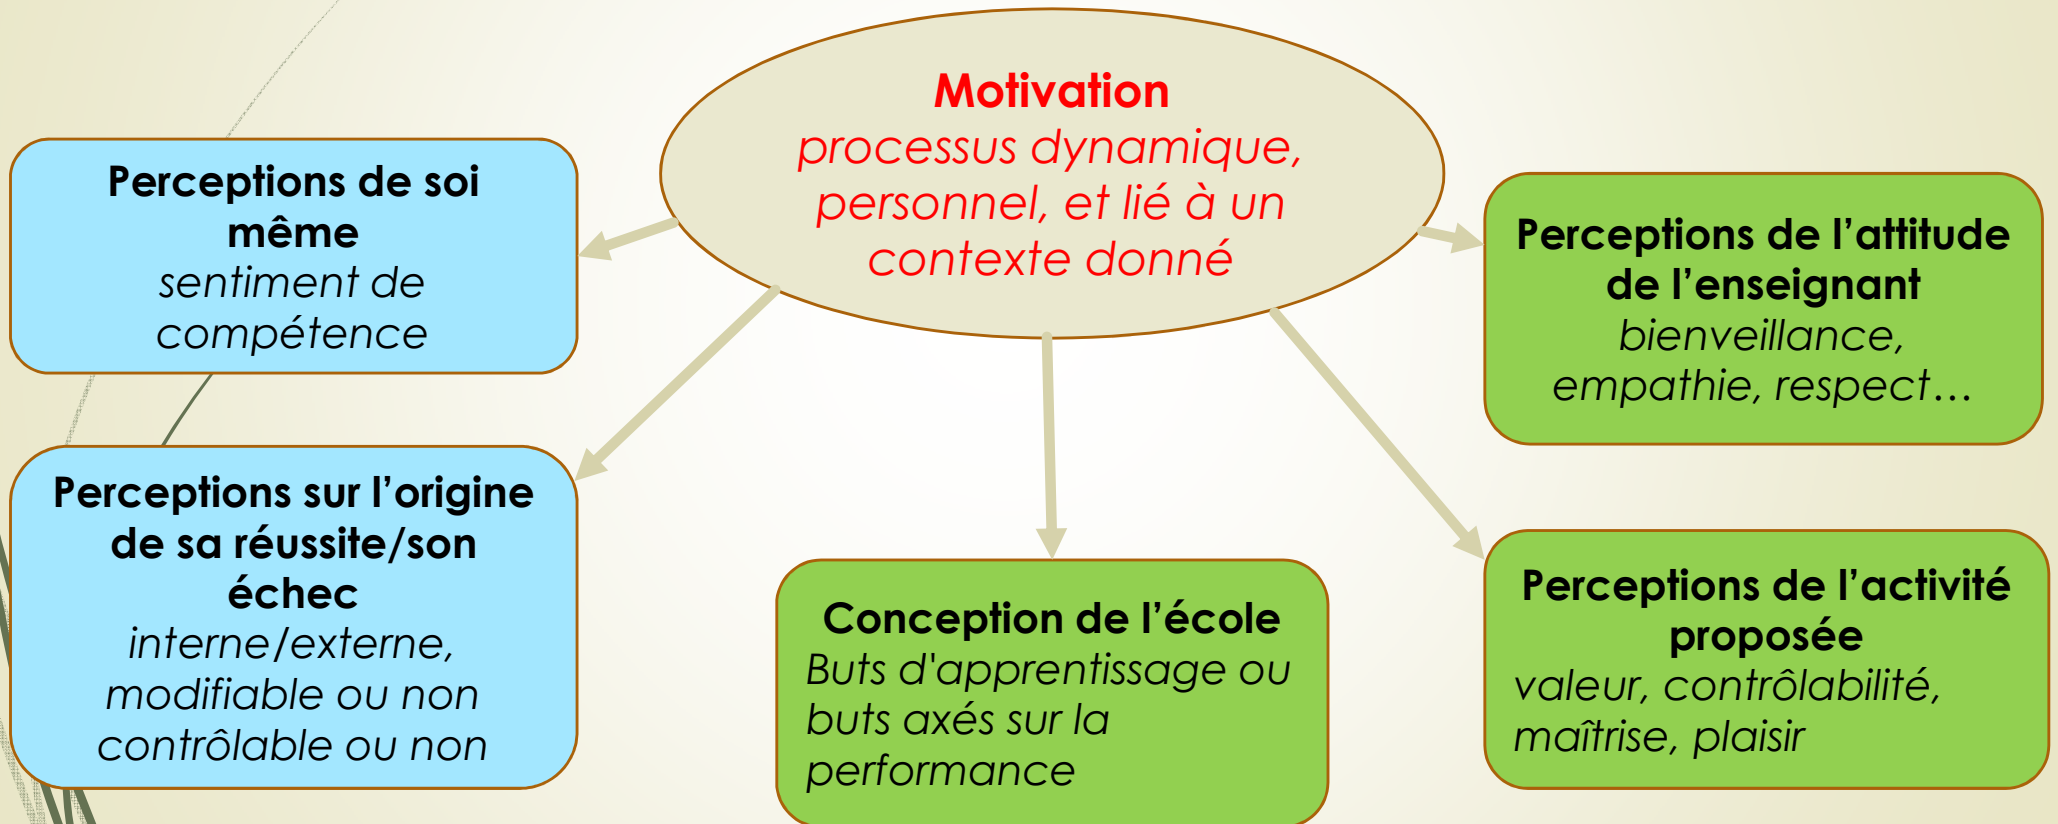 Motivation
processus dynamique,
personnel, et lié à un
contexte donné
Perceptions de soi
même
sentiment de
compétence
Perceptions de l’attitude
de l’enseignant
bienveillance,
empathie, respect…
Perceptions sur l’origine
de sa réussite/son
échec
interne/externe,
modifiable ou non
contrôlable ou non
Conception de l’école
Buts d'apprentissage ou
buts axés sur la
performance
Perceptions de l’activité
proposée
valeur, contrôlabilité,
maîtrise, plaisir